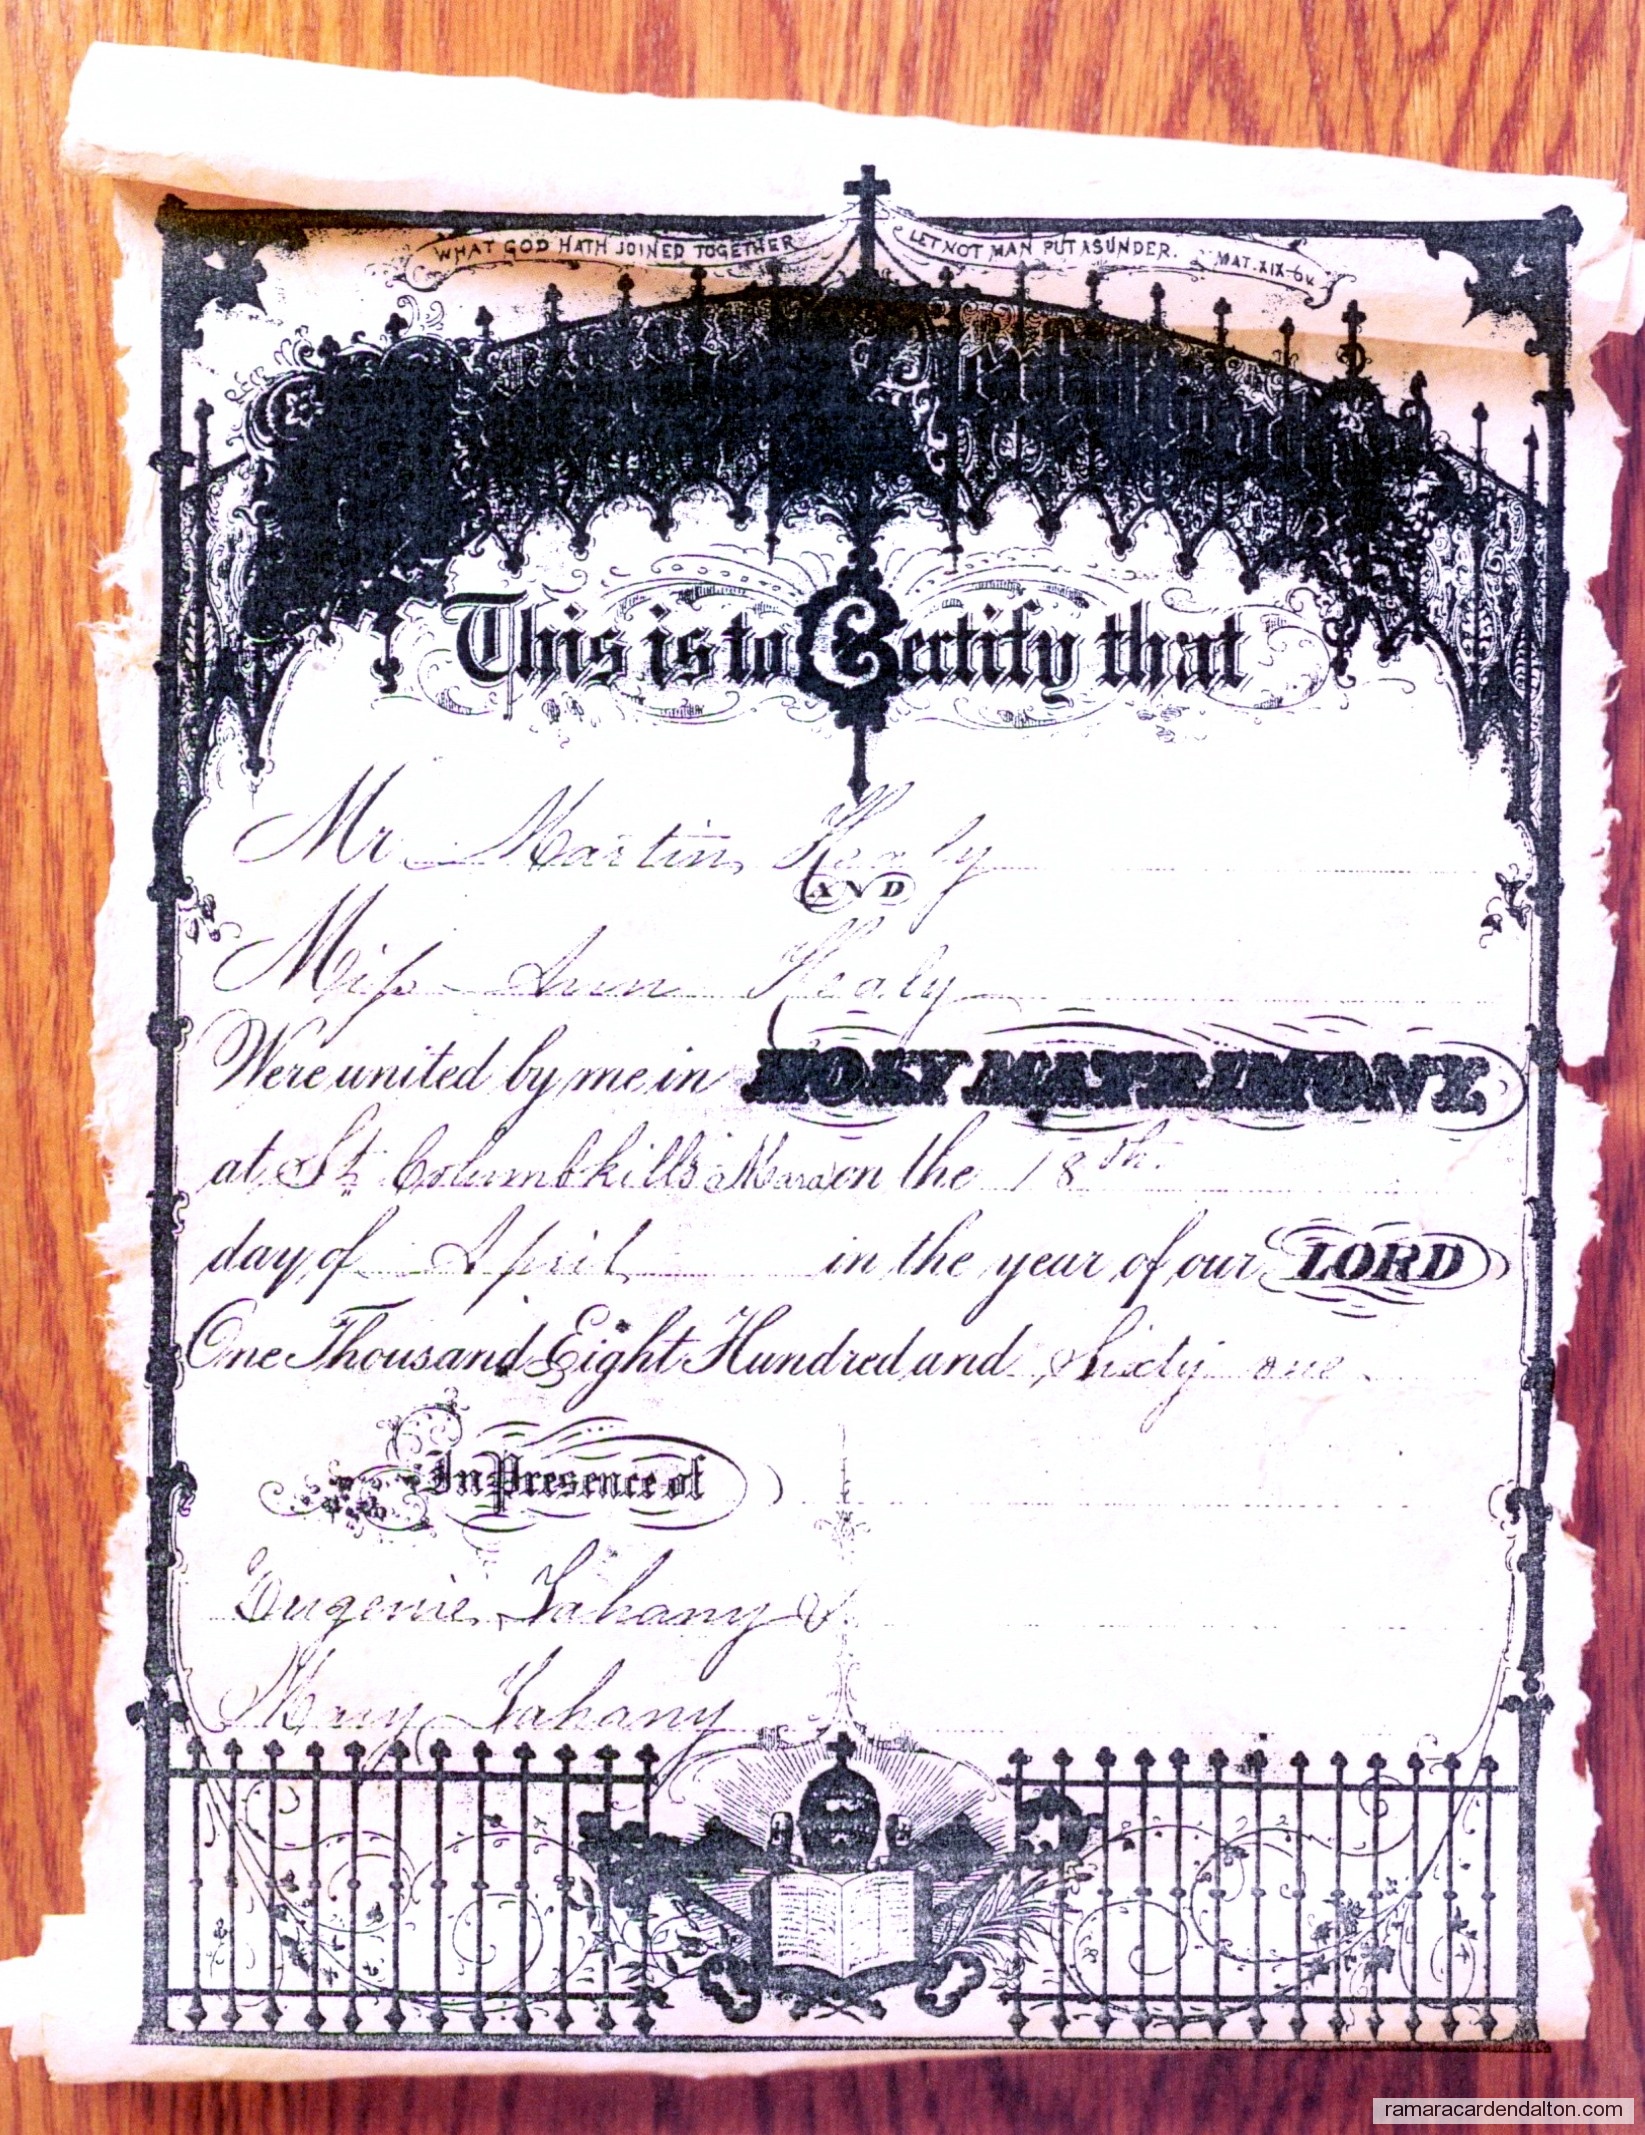 WHAT GOD HATH JOINED TOGETHER LET NOT MAN PUT ASUNDER. MAT. XIX-6v.
This is to Certify that
Mr Martin Healy
AND
Miss Ann Healy
Were united by me in HOLY MATRIMONY.
at St Columbkills Mara on the 18th.
day of April in the year of our LORD
One Thousand Eight Hundred and Sixty one
In Presence of
Eugenie Lahany &
Mary Lahany
ramaracardendalton.com